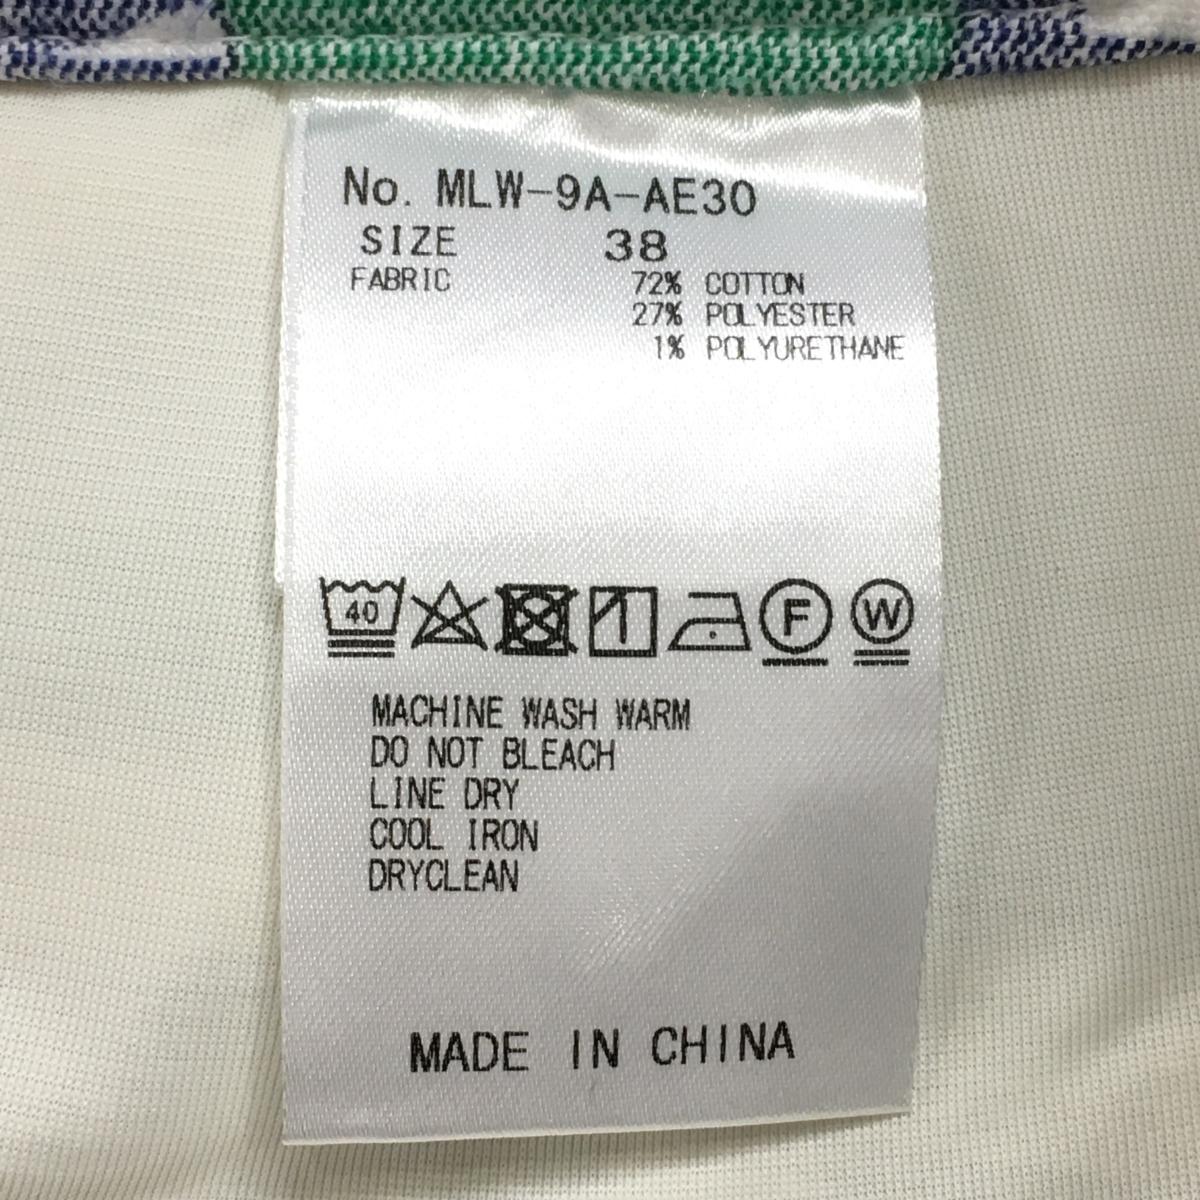 No. MLW-9A-AE30
SIZE 38
FABRIC 72% COTTON
27% POLYESTER
1% POLYURETHANE
40 F W
MACHINE WASH WARM
DO NOT BLEACH
LINE DRY
COOL IRON
DRYCLEAN
MADE IN CHINA